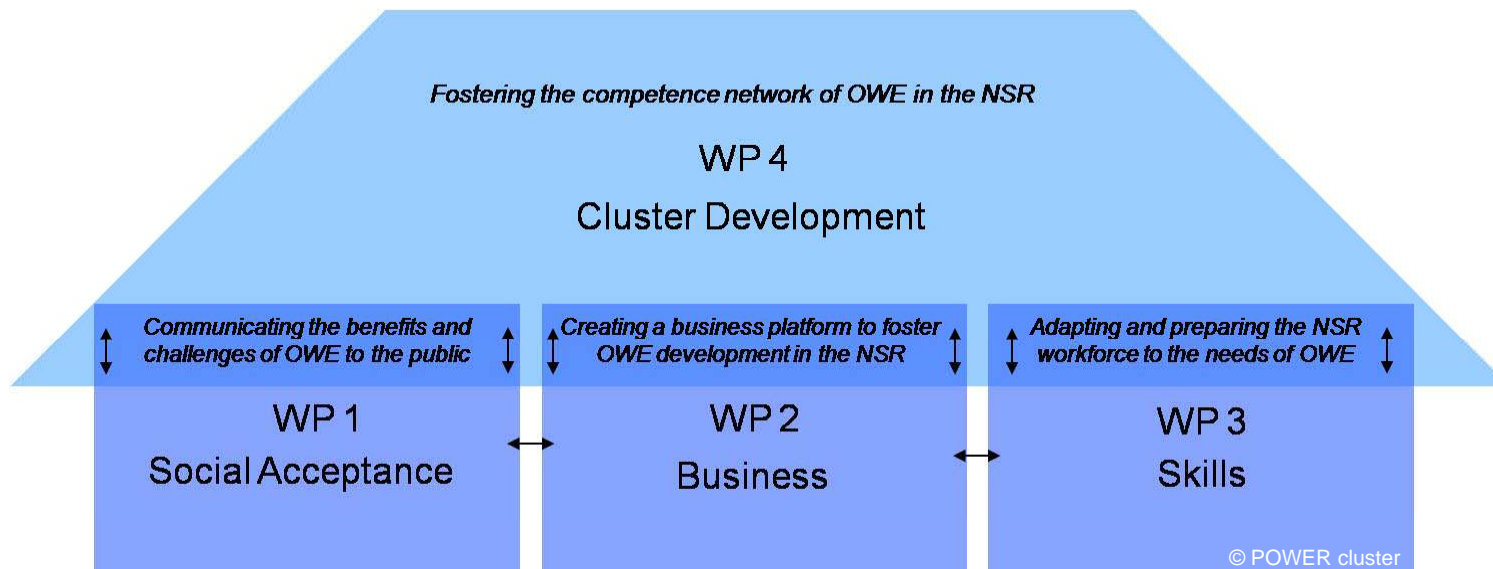 Fostering the competence network of OWE in the NSR
WP 4
Cluster Development
Communicating the benefits and
challenges of OWE to the public
WP 1
Social Acceptance
Creating a business platform to foster
OWE development in the NSR
WP 2
Business
Adapting and preparing the NSR
workforce to the needs of OWE
WP 3
Skills
© POWER cluster